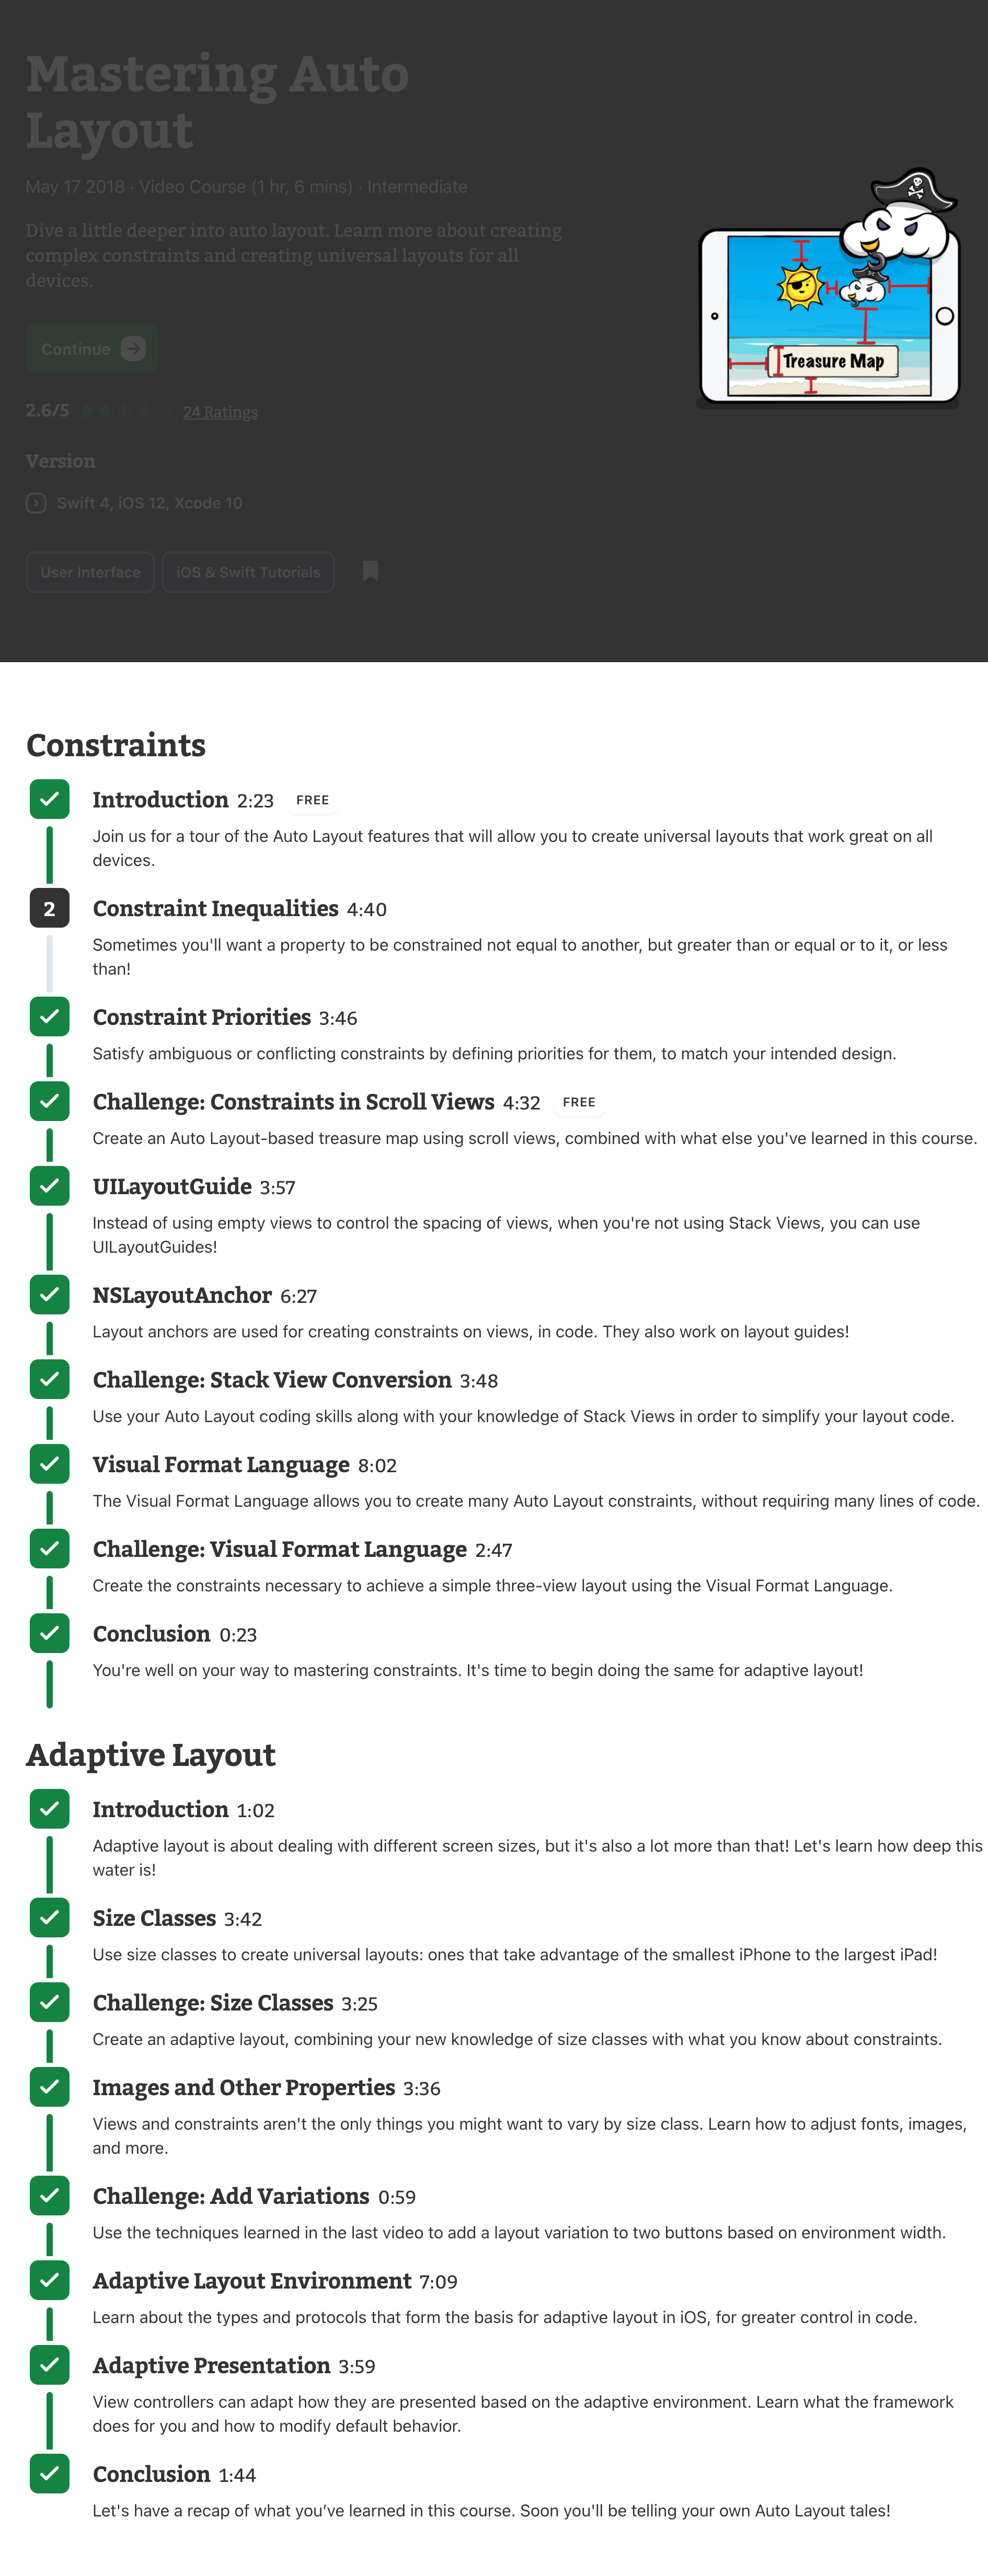 Mastering Auto
Layout
May 17 2018 · Video Course (1 hr, 6 mins) · Intermediate
Dive a little deeper into auto layout. Learn more about creating
complex constraints and creating universal layouts for all
devices.
Continue
2.6/5 24 Ratings
Version
Swift 4, iOS 12, Xcode 10
User Interface iOS & Swift Tutorials
Treasure Map
Constraints
Introduction 2:23 FREE
Join us for a tour of the Auto Layout features that will allow you to create universal layouts that work great on all
devices.
2 Constraint Inequalities 4:40
Sometimes you'll want a property to be constrained not equal to another, but greater than or equal or to it, or less
than!
Constraint Priorities 3:46
Satisfy ambiguous or conflicting constraints by defining priorities for them, to match your intended design.
Challenge: Constraints in Scroll Views 4:32 FREE
Create an Auto Layout-based treasure map using scroll views, combined with what else you've learned in this course.
UILayoutGuide 3:57
Instead of using empty views to control the spacing of views, when you're not using Stack Views, you can use
UILayoutGuides!
NSLayoutAnchor 6:27
Layout anchors are used for creating constraints on views, in code. They also work on layout guides!
Challenge: Stack View Conversion 3:48
Use your Auto Layout coding skills along with your knowledge of Stack Views in order to simplify your layout code.
Visual Format Language 8:02
The Visual Format Language allows you to create many Auto Layout constraints, without requiring many lines of code.
Challenge: Visual Format Language 2:47
Create the constraints necessary to achieve a simple three-view layout using the Visual Format Language.
Conclusion 0:23
You're well on your way to mastering constraints. It's time to begin doing the same for adaptive layout!
Adaptive Layout
Introduction 1:02
Adaptive layout is about dealing with different screen sizes, but it's also a lot more than that! Let's learn how deep this
water is!
Size Classes 3:42
Use size classes to create universal layouts: ones that take advantage of the smallest iPhone to the largest iPad!
Challenge: Size Classes 3:25
Create an adaptive layout, combining your new knowledge of size classes with what you know about constraints.
Images and Other Properties 3:36
Views and constraints aren't the only things you might want to vary by size class. Learn how to adjust fonts, images,
and more.
Challenge: Add Variations 0:59
Use the techniques learned in the last video to add a layout variation to two buttons based on environment width.
Adaptive Layout Environment 7:09
Learn about the types and protocols that form the basis for adaptive layout in iOS, for greater control in code.
Adaptive Presentation 3:59
View controllers can adapt how they are presented based on the adaptive environment. Learn what the framework
does for you and how to modify default behavior.
Conclusion 1:44
Let's have a recap of what you’ve learned in this course. Soon you'll be telling your own Auto Layout tales!